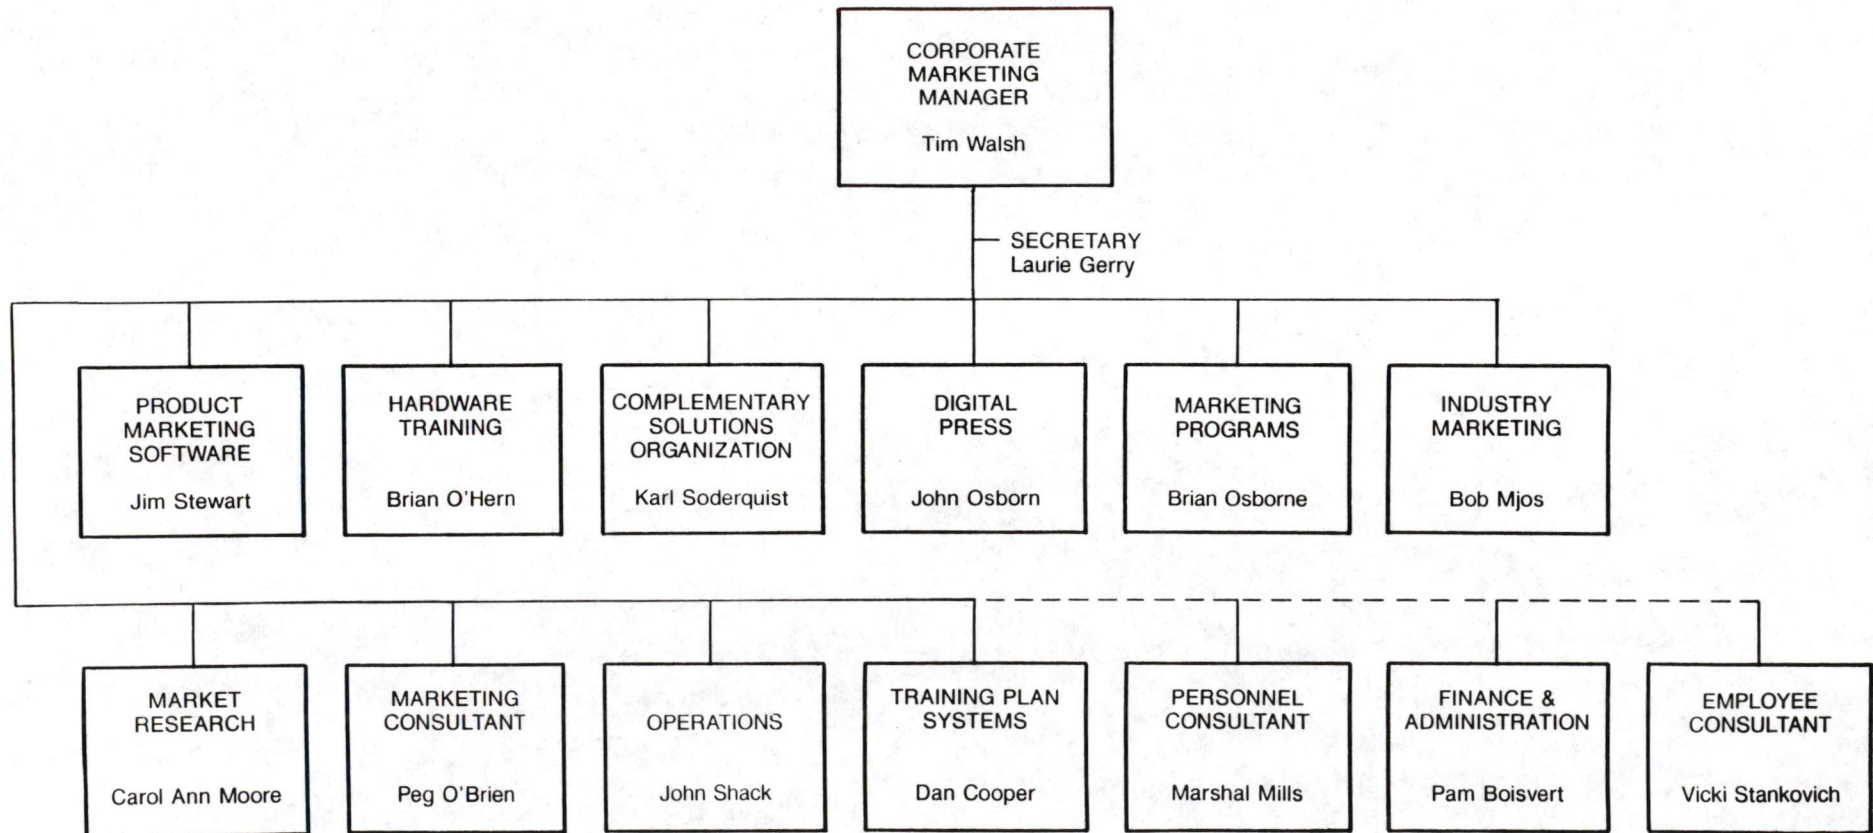 CORPORATE
MARKETING
MANAGER
Tim Walsh
SECRETARY
Laurie Gerry
PRODUCT
MARKETING
SOFTWARE
Jim Stewart
HARDWARE
TRAINING
Brian O'Hern
COMPLEMENTARY
SOLUTIONS
ORGANIZATION
Karl Soderquist
DIGITAL
PRESS
John Osborn
MARKETING
PROGRAMS
Brian Osborne
INDUSTRY
MARKETING
Bob Mjos
MARKET
RESEARCH
Carol Ann Moore
MARKETING
CONSULTANT
Peg O'Brien
OPERATIONS
John Shack
TRAINING PLAN
SYSTEMS
Dan Cooper
PERSONNEL
CONSULTANT
Marshal Mills
FINANCE &
ADMINISTRATION
Pam Boisvert
EMPLOYEE
CONSULTANT
Vicki Stankovich